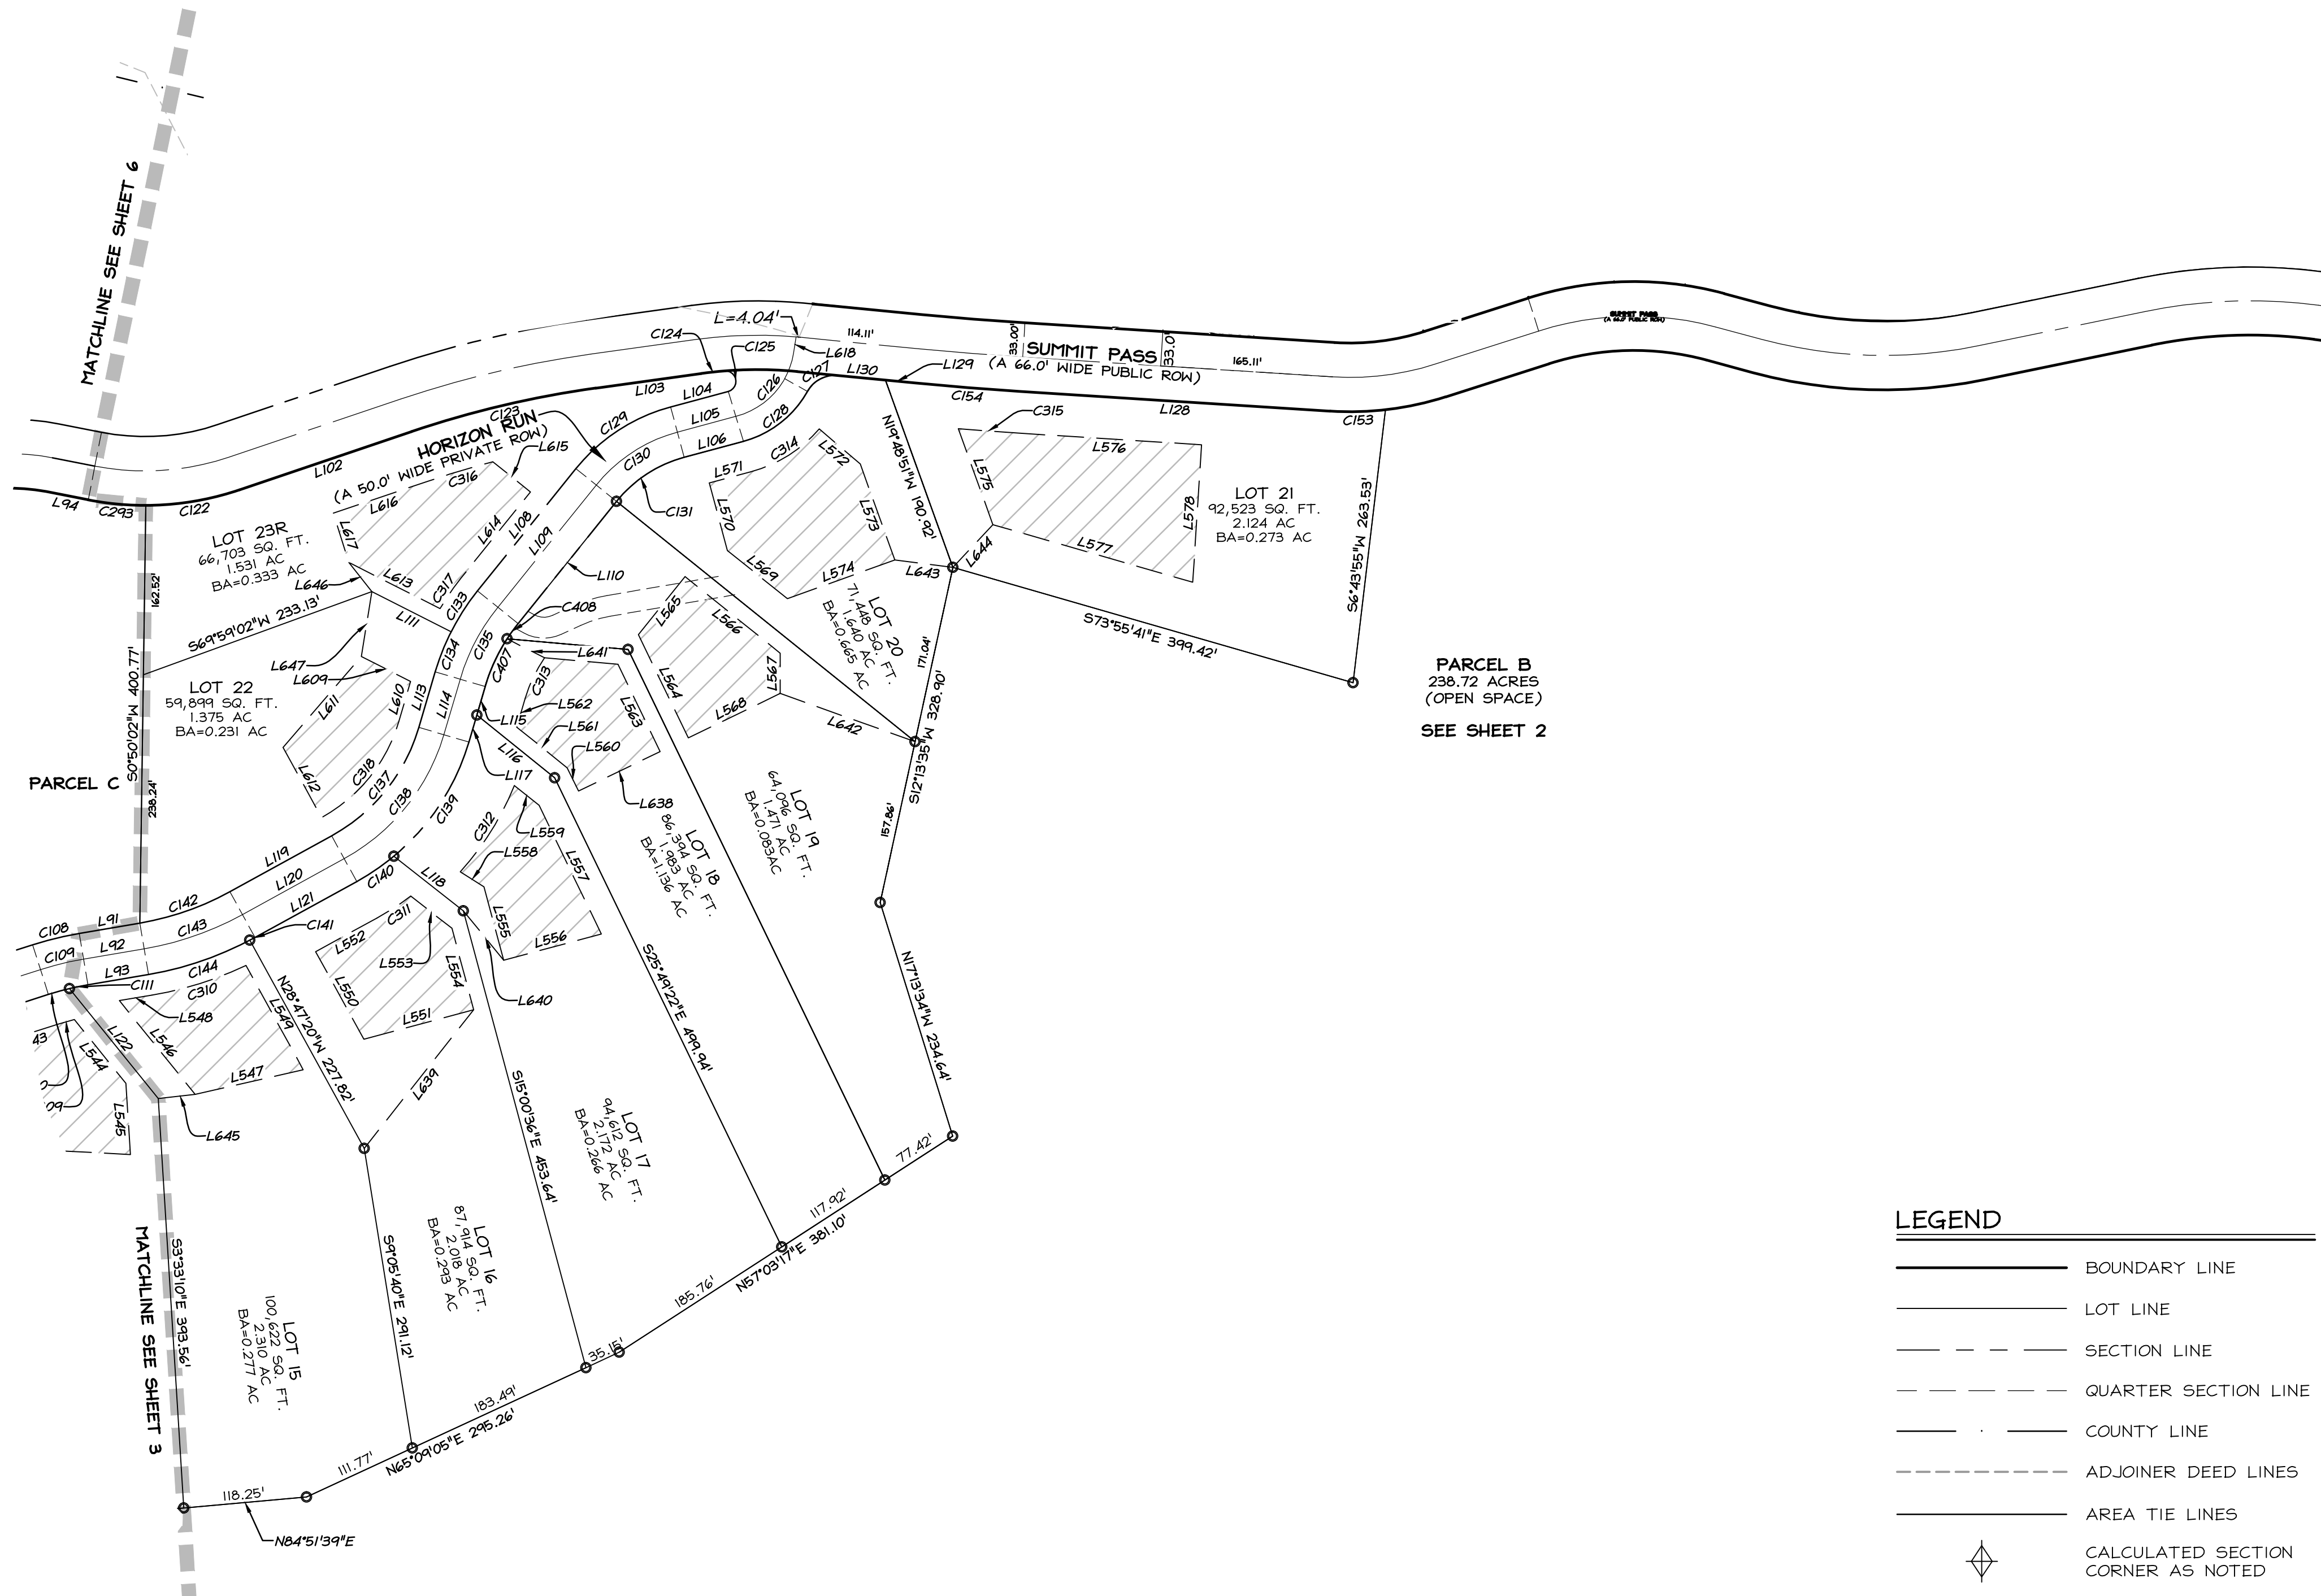 MATCHLINE SEE SHEET 6
L=4.04'
C124
C125
L618
114.11'
33.00'
SUMMIT PASS
(A 66.0' WIDE PUBLIC ROW)
33.0'
165.11'
SUMMIT PASS
(A 66.0' PUBLIC ROW)
L103
L104
C126
C127
L130
L129
C154
L128
C153
C123
HORIZON RUN
(A 50.0' WIDE PRIVATE ROW)
L615
C129
L105
L106
C128
C130
C131
L102
L94
C293
C122
L616
C316
L617
L614
L108
L109
L110
L613
C317
C133
L646
L111
LOT 23R
66,703 SQ. FT.
1.531 AC
BA=0.333 AC
162.52'
S69°59'02"W 233.13'
S0°50'02"W 400.77'
238.24'
LOT 22
59,899 SQ. FT.
1.375 AC
BA=0.231 AC
PARCEL C
L647
L609
L611
L610
L612
C318
L113
L114
C134
C135
C407
C408
L641
C313
L562
L115
L561
L560
L563
L116
L117
L638
C137
C138
C139
C312
L559
L558
L557
L555
L556
L571
C314
L572
L570
L573
L569
L574
L643
L644
N19°48'51"W 190.92'
C315
L576
L575
L578
L577
LOT 21
92,523 SQ. FT.
2.124 AC
BA=0.273 AC
S6°43'55"W 263.53'
S73°55'41"E 399.42'
PARCEL B
238.72 ACRES
(OPEN SPACE)
SEE SHEET 2
LOT 20
71,448 SQ. FT.
1.640 AC
BA=0.665 AC
171.04'
S12°13'35"W 328.90'
157.86'
L565
L566
L567
L564
L568
L642
LOT 19
64,096 SQ. FT.
1.471 AC
BA=0.083AC
LOT 18
86,394 SQ. FT.
1.983 AC
BA=1.136 AC
L119
L120
L121
C140
L118
C141
C142
C143
C144
C108
L91
L92
C109
L93
C111
C310
L548
L549
L546
L547
L122
43
L544
L545
09
L645
C311
L552
L553
L550
L554
L551
L640
L639
N28°47'20"W 227.82'
S25°49'22"E 499.94'
N17°13'34"W 234.64'
S15°00'36"E 453.64'
LOT 17
94,612 SQ. FT.
2.172 AC
BA=0.266 AC
LOT 16
87,914 SQ. FT.
2.018 AC
BA=0.293 AC
S9°05'40"E 291.12'
LOT 15
100,622 SQ. FT.
2.310 AC
BA=0.277 AC
S3°33'10"E 393.56'
MATCHLINE SEE SHEET 3
77.42'
117.92'
N57°03'17"E 381.10'
185.76'
35.15'
183.49'
N65°09'05"E 295.26'
111.77'
118.25'
N84°51'39"E
LEGEND
BOUNDARY LINE
LOT LINE
SECTION LINE
QUARTER SECTION LINE
COUNTY LINE
ADJOINER DEED LINES
AREA TIE LINES
CALCULATED SECTION
CORNER AS NOTED